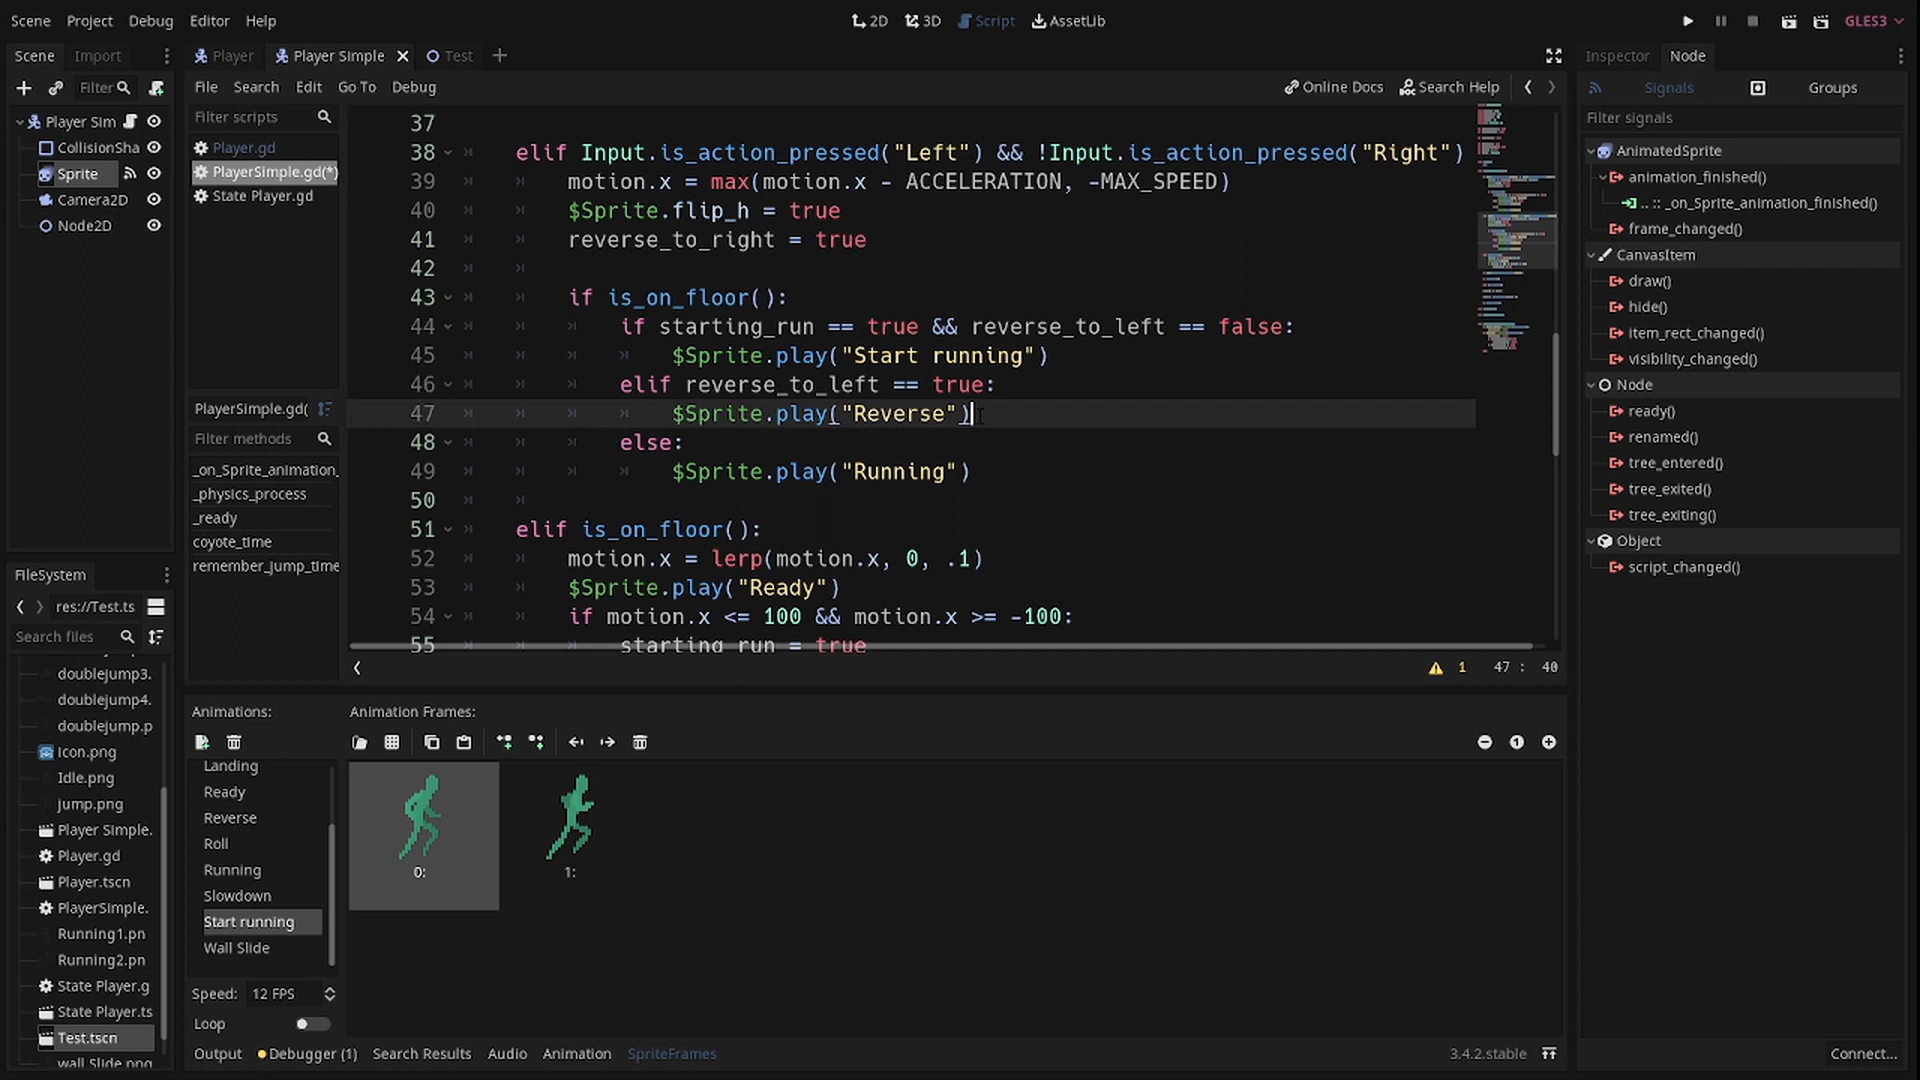 Scene Project Debug Editor Help
2D 3D Script AssetLib
GLES3
Scene Import
Player Player Simple Test
Inspector Node
Filter
File Search Edit Go To Debug
Online Docs Search Help
Signals Groups
Player Sim
CollisionSha
Sprite
Camera2D
Node2D
Filter scripts
Player.gd
PlayerSimple.gd(*)
State Player.gd
PlayerSimple.gd(
Filter methods
_on_Sprite_animation_
_physics_process
_ready
coyote_time
remember_jump_time
37
38 elif Input.is_action_pressed("Left") && !Input.is_action_pressed("Right")
39 motion.x = max(motion.x - ACCELERATION, -MAX_SPEED)
40 $Sprite.flip_h = true
41 reverse_to_right = true
42
43 if is_on_floor():
44 if starting_run == true && reverse_to_left == false:
45 $Sprite.play("Start running")
46 elif reverse_to_left == true:
47 $Sprite.play("Reverse")
48 else:
49 $Sprite.play("Running")
50
51 elif is_on_floor():
52 motion.x = lerp(motion.x, 0, .1)
53 $Sprite.play("Ready")
54 if motion.x <= 100 && motion.x >= -100:
55 starting_run = true
1 47 : 40
Filter signals
AnimatedSprite
animation_finished()
.. :: _on_Sprite_animation_finished()
frame_changed()
CanvasItem
draw()
hide()
item_rect_changed()
visibility_changed()
Node
ready()
renamed()
tree_entered()
tree_exited()
tree_exiting()
Object
script_changed()
FileSystem
res://Test.ts
Search files
doublejump3.
doublejump4.
doublejump.p
Icon.png
Idle.png
jump.png
Player Simple.
Player.gd
Player.tscn
PlayerSimple.
Running1.pn
Running2.pn
State Player.g
State Player.ts
Test.tscn
wall Slide.png
Animations:
Landing
Ready
Reverse
Roll
Running
Slowdown
Start running
Wall Slide
Speed: 12 FPS
Loop
Animation Frames:
0: 1:
Output Debugger (1) Search Results Audio Animation SpriteFrames
3.4.2.stable
Connect...